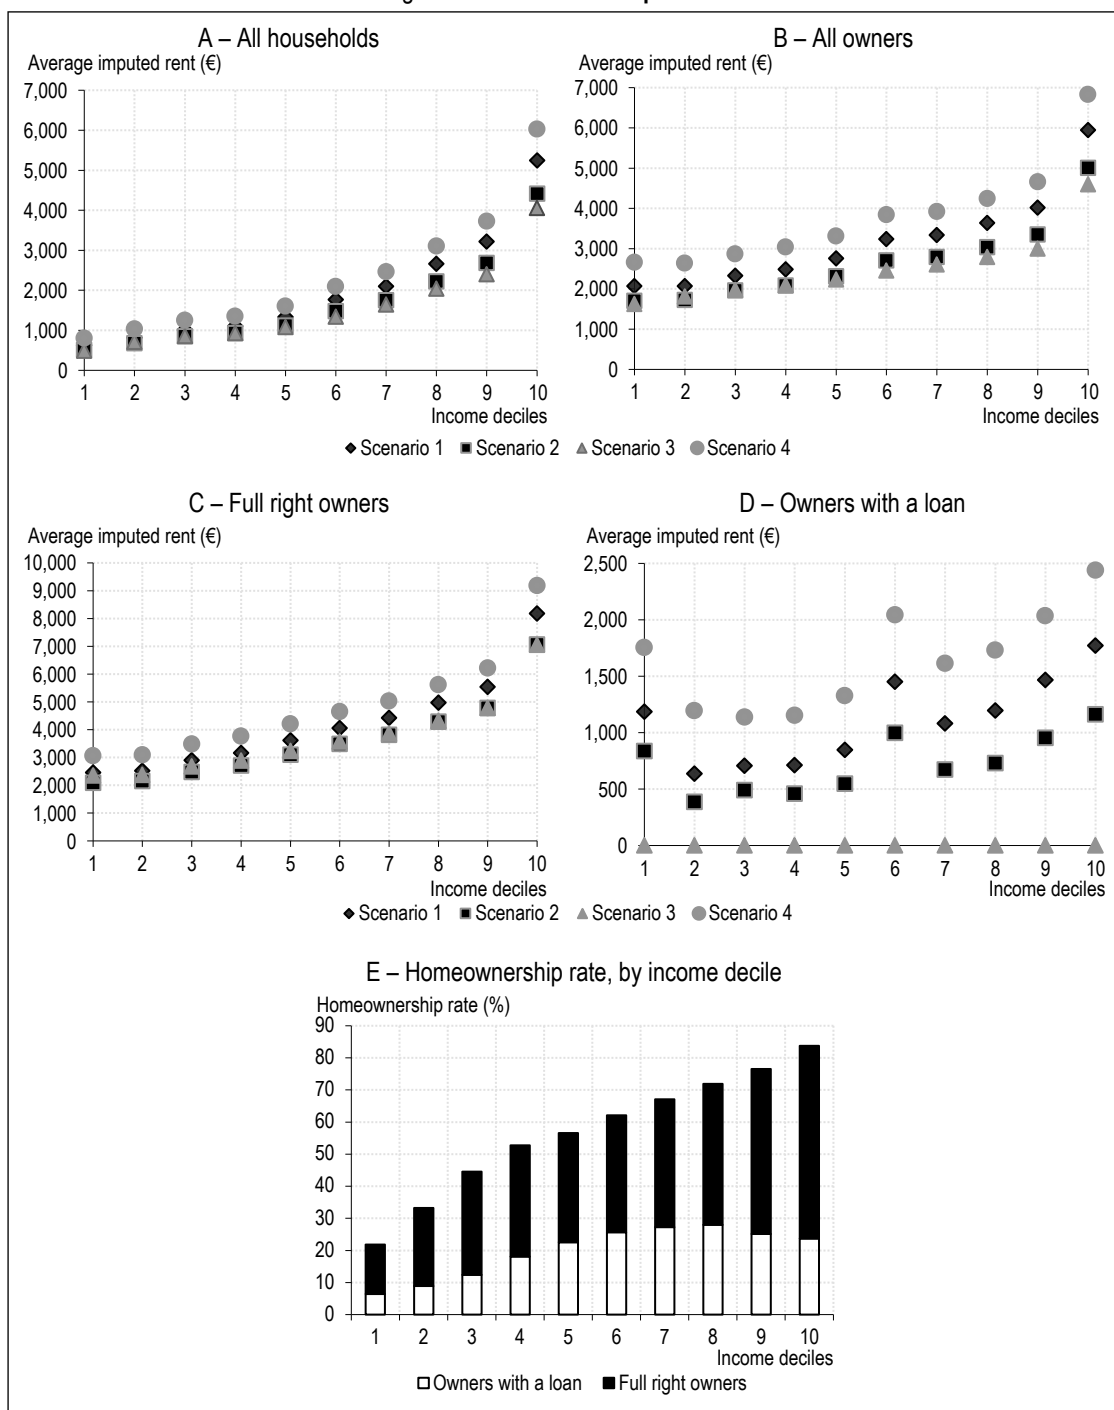 A – All households
Average imputed rent (€)
7,000
6,000
5,000
4,000
3,000
2,000
1,000
0
1 2 3 4 5 6 7 8 9 10
Income deciles
B – All owners
Average imputed rent (€)
7,000
6,000
5,000
4,000
3,000
2,000
1,000
0
1 2 3 4 5 6 7 8 9 10
Income deciles
Scenario 1 Scenario 2 Scenario 3 Scenario 4
C – Full right owners
Average imputed rent (€)
10,000
9,000
8,000
7,000
6,000
5,000
4,000
3,000
2,000
1,000
0
1 2 3 4 5 6 7 8 9 10
Income deciles
D – Owners with a loan
Average imputed rent (€)
2,500
2,000
1,500
1,000
500
0
1 2 3 4 5 6 7 8 9 10
Income deciles
Scenario 1 Scenario 2 Scenario 3 Scenario 4
E – Homeownership rate, by income decile
Homeownership rate (%)
90
80
70
60
50
40
30
20
10
0
1 2 3 4 5 6 7 8 9 10
Income deciles
Owners with a loan Full right owners